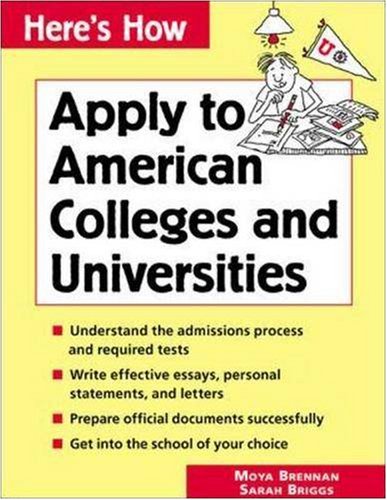 Here's How
U
Apply to
American
Colleges and
Universities
Understand the admissions process
and required tests
Write effective essays, personal
statements, and letters
Prepare official documents successfully
Get into the school of your choice
MOYA BRENNAN
SARAH BRIGGS